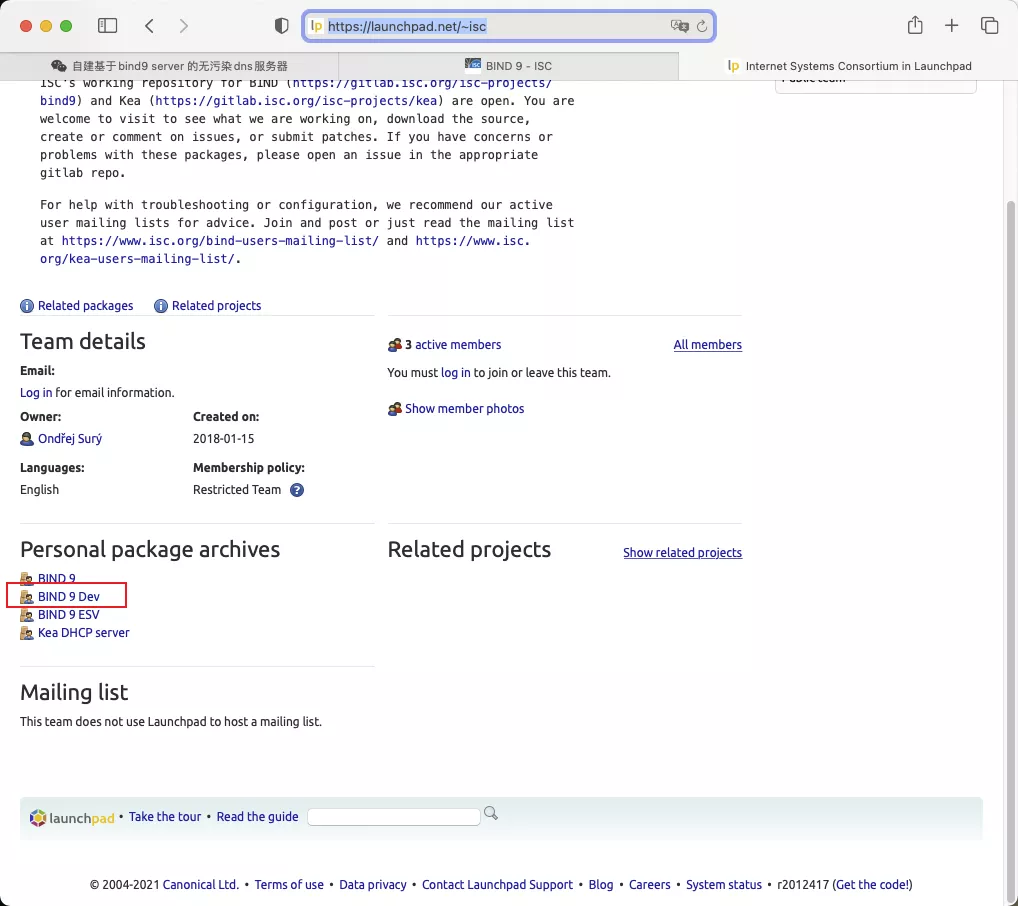 lp https://launchpad.net/~isc
自建基于bind9 server 的无污染dns服务器
BIND 9 - ISC
lp Internet Systems Consortium in Launchpad
ISC's working repository for BIND (https://gitlab.isc.org/isc-projects/
bind9) and Kea (https://gitlab.isc.org/isc-projects/kea) are open. You are
welcome to visit to see what we are working on, download the source,
create or comment on issues, or submit patches. If you have concerns or
problems with these packages, please open an issue in the appropriate
gitlab repo.
For help with troubleshooting or configuration, we recommend our active
user mailing lists for advice. Join and post or just read the mailing list
at https://www.isc.org/bind-users-mailing-list/ and https://www.isc.
org/kea-users-mailing-list/.
Related packages
Related projects
Team details
Email:
Log in for email information.
Owner:
Created on:
Ondřej Surý
2018-01-15
Languages:
Membership policy:
English
Restricted Team
3 active members
All members
You must log in to join or leave this team.
Show member photos
Personal package archives
BIND 9
BIND 9 Dev
BIND 9 ESV
Kea DHCP server
Related projects
Show related projects
Mailing list
This team does not use Launchpad to host a mailing list.
launchpad • Take the tour • Read the guide
© 2004-2021 Canonical Ltd. • Terms of use • Data privacy • Contact Launchpad Support • Blog • Careers • System status • r2012417 (Get the code!)